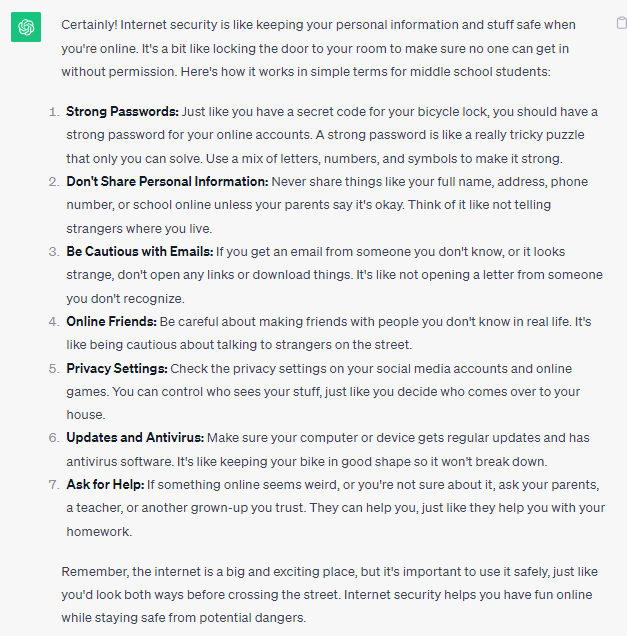 Certainly! Internet security is like keeping your personal information and stuff safe when
you're online. It's a bit like locking the door to your room to make sure no one can get in
without permission. Here's how it works in simple terms for middle school students:
1. Strong Passwords: Just like you have a secret code for your bicycle lock, you should have a
strong password for your online accounts. A strong password is like a really tricky puzzle
that only you can solve. Use a mix of letters, numbers, and symbols to make it strong.
2. Don't Share Personal Information: Never share things like your full name, address, phone
number, or school online unless your parents say it's okay. Think of it like not telling
strangers where you live.
3. Be Cautious with Emails: If you get an email from someone you don't know, or it looks
strange, don't open any links or download things. It's like not opening a letter from someone
you don't recognize.
4. Online Friends: Be careful about making friends with people you don't know in real life. It's
like being cautious about talking to strangers on the street.
5. Privacy Settings: Check the privacy settings on your social media accounts and online
games. You can control who sees your stuff, just like you decide who comes over to your
house.
6. Updates and Antivirus: Make sure your computer or device gets regular updates and has
antivirus software. It's like keeping your bike in good shape so it won't break down.
7. Ask for Help: If something online seems weird, or you're not sure about it, ask your parents,
a teacher, or another grown-up you trust. They can help you, just like they help you with your
homework.
Remember, the internet is a big and exciting place, but it's important to use it safely, just like
you'd look both ways before crossing the street. Internet security helps you have fun online
while staying safe from potential dangers.